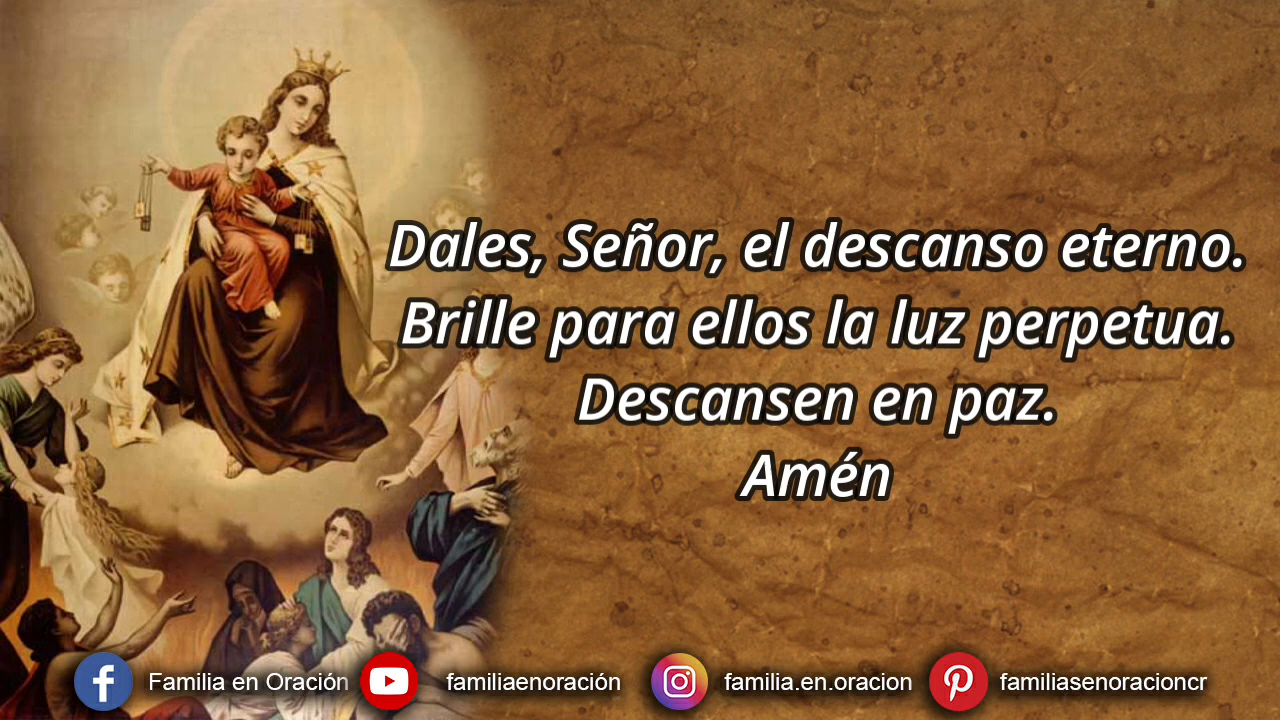 Dales, Señor, el descanso eterno.
Brille para ellos la luz perpetua.
Descansen en paz.
Amén
Familia en Oración
familiaenoración
familia.en.oracion
familiasenoracioncr